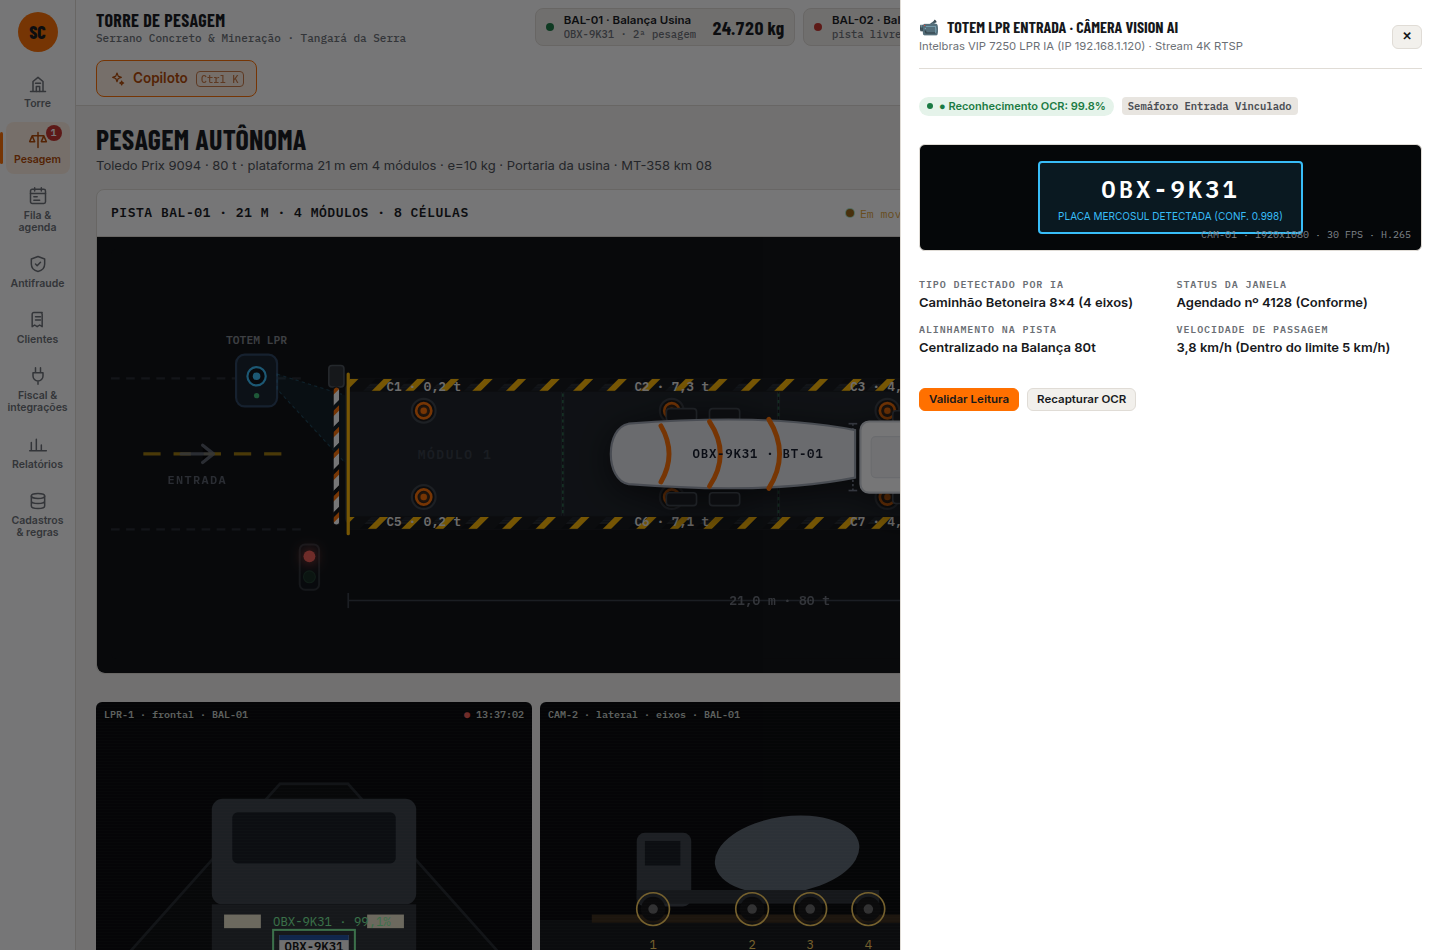 SC
Torre
1
Pesagem
Fila &
agenda
Antifraude
Clientes
Fiscal &
integrações
Relatórios
Cadastros
& regras
TORRE DE PESAGEM
Serrano Concreto & Mineração · Tangará da Serra
BAL-01 · Balança Usina
OBX-9K31 · 2ª pesagem
24.720 kg
BAL-02 · Bal
pista livre
Copiloto
Ctrl K
PESAGEM AUTÔNOMA
Toledo Prix 9094 · 80 t · plataforma 21 m em 4 módulos · e=10 kg · Portaria da usina · MT-358 km 08
PISTA BAL-01 · 21 M · 4 MÓDULOS · 8 CÉLULAS
Em mov
TOTEM LPR
C1 · 0,2 t
C2 · 7,3 t
C3 · 4,
MÓDULO 1
OBX-9K31 · BT-01
ENTRADA
C5 · 0,2 t
C6 · 7,1 t
C7 · 4,
21,0 m · 80 t
LPR-1 · frontal · BAL-01
13:37:02
CAM-2 · lateral · eixos · BAL-01
OBX-9K31 · 99
OBX-9K31
1
2
3
4
TOTEM LPR ENTRADA · CÂMERA VISION AI
Intelbras VIP 7250 LPR IA (IP 192.168.1.120) · Stream 4K RTSP
✕
● Reconhecimento OCR: 99.8%
Semáforo Entrada Vinculado
OBX-9K31
PLACA MERCOSUL DETECTADA (CONF. 0.998)
CAM-01 · 1920x1080 · 30 FPS · H.265
TIPO DETECTADO POR IA
Caminhão Betoneira 8×4 (4 eixos)
STATUS DA JANELA
Agendado nº 4128 (Conforme)
ALINHAMENTO NA PISTA
Centralizado na Balança 80t
VELOCIDADE DE PASSAGEM
3,8 km/h (Dentro do limite 5 km/h)
Validar Leitura
Recapturar OCR